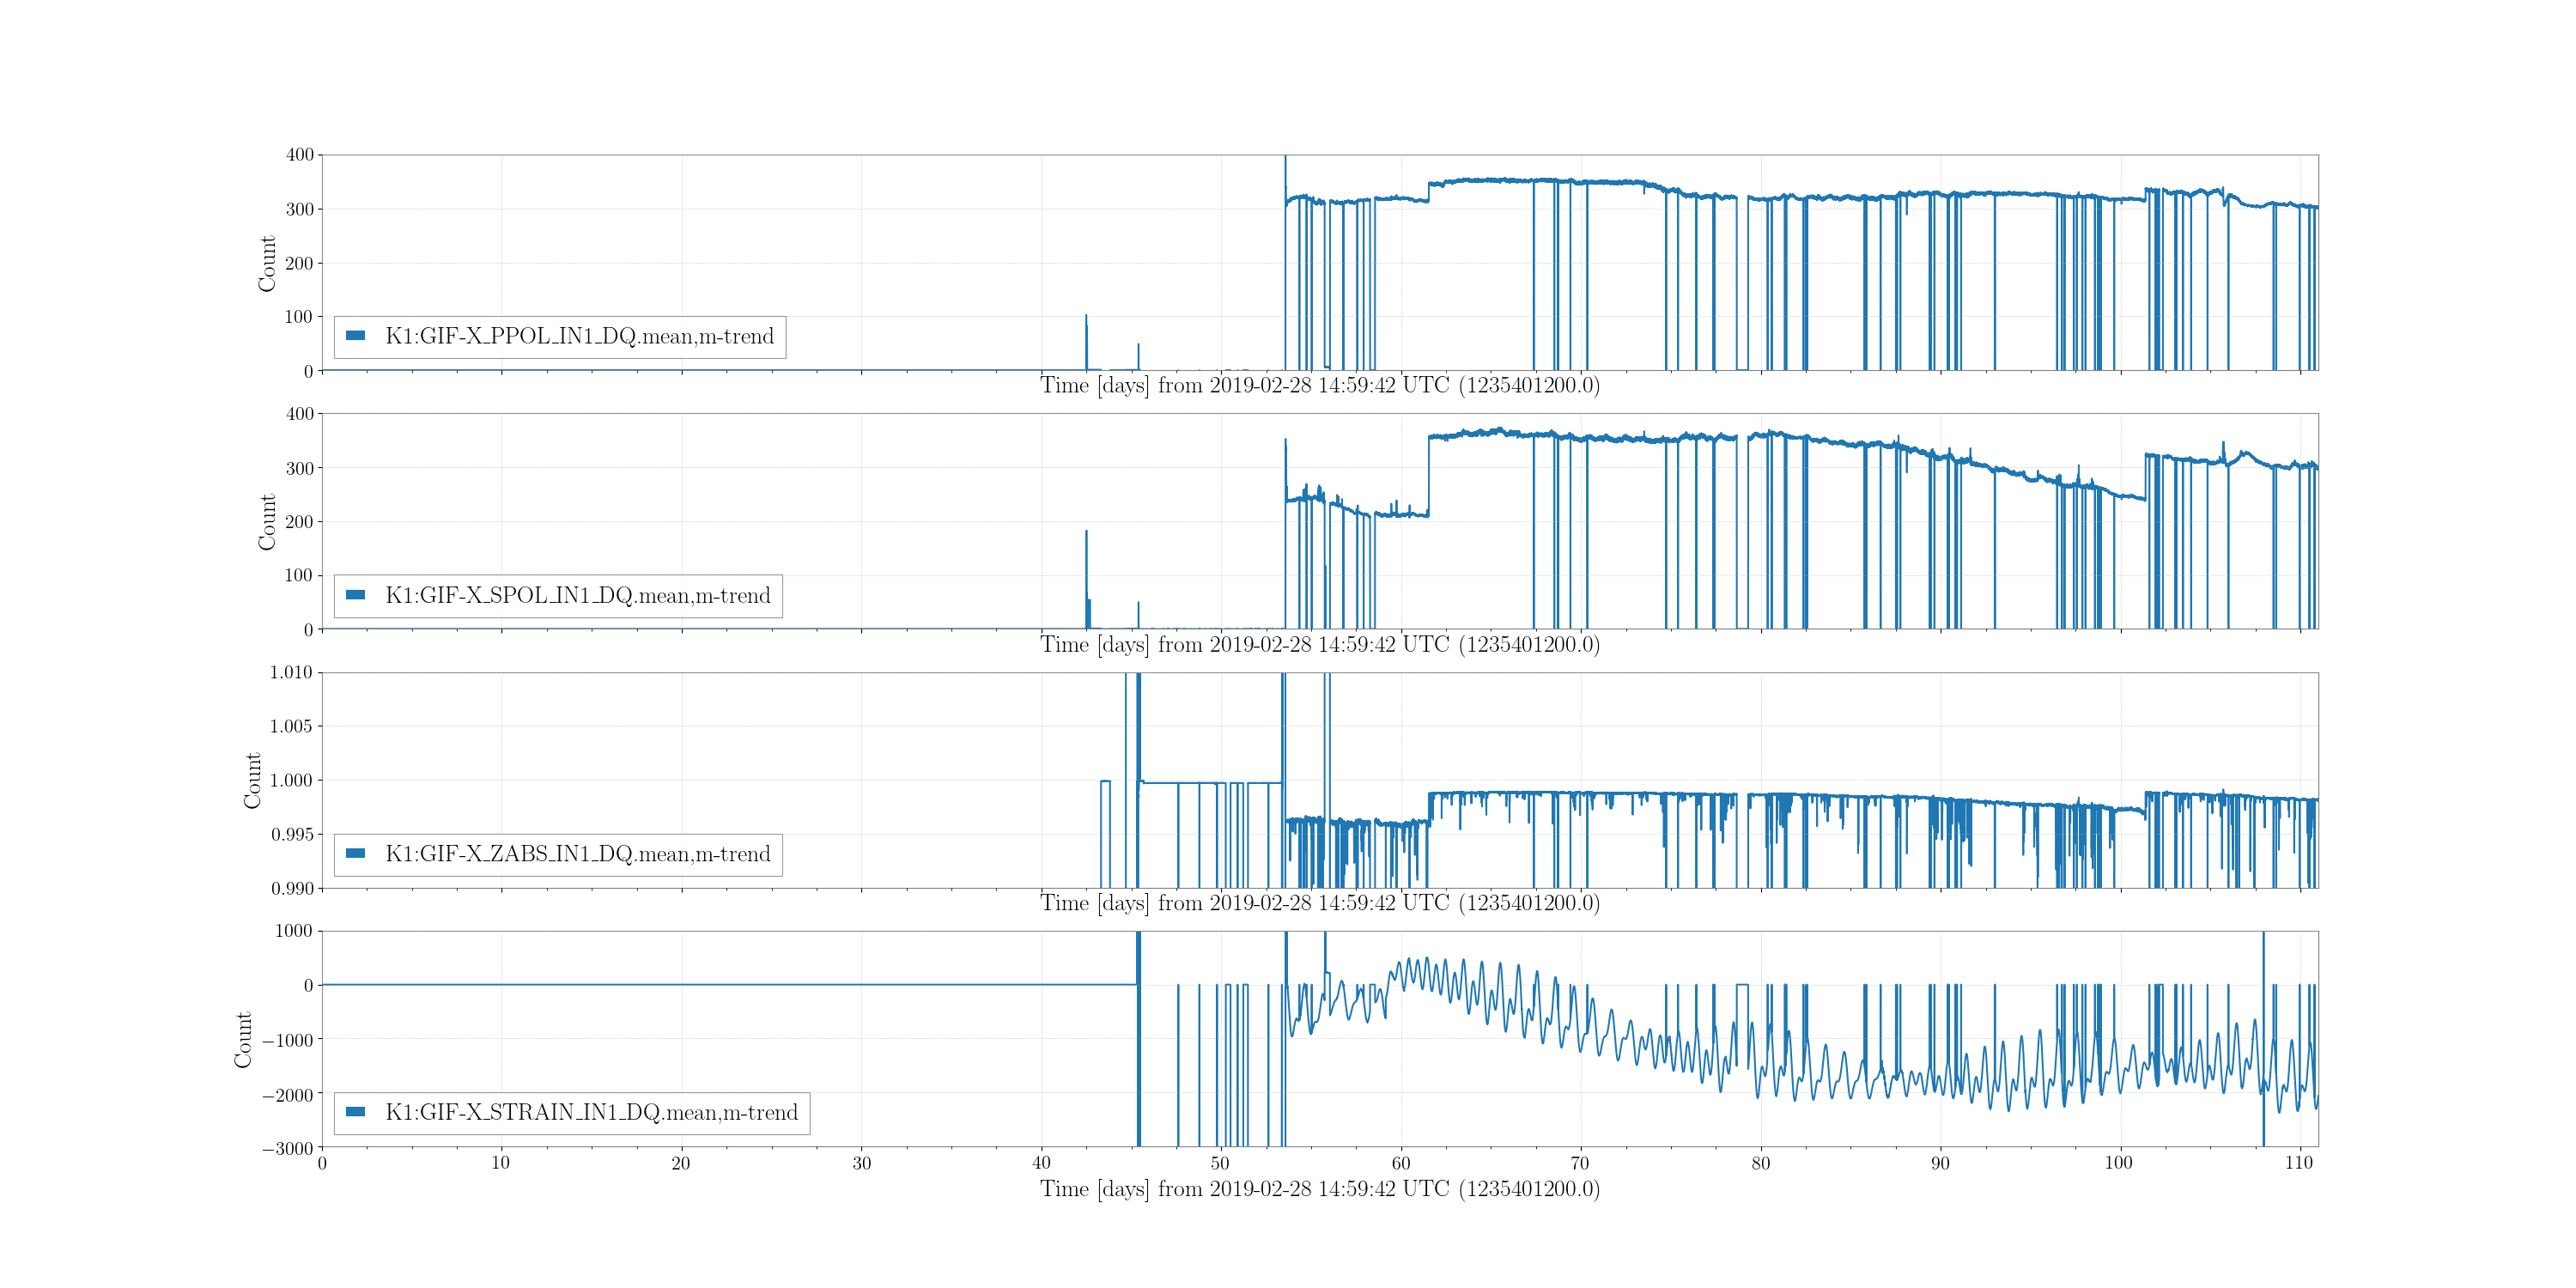 400
300
200
100
0
Count
K1:GIF-X_PPOL_IN1_DQ.mean,m-trend
Time [days] from 2019-02-28 14:59:42 UTC (1235401200.0)
400
300
200
100
0
Count
K1:GIF-X_SPOL_IN1_DQ.mean,m-trend
Time [days] from 2019-02-28 14:59:42 UTC (1235401200.0)
1.010
1.005
1.000
0.995
0.990
Count
K1:GIF-X_ZABS_IN1_DQ.mean,m-trend
Time [days] from 2019-02-28 14:59:42 UTC (1235401200.0)
1000
0
−1000
−2000
−3000
Count
K1:GIF-X_STRAIN_IN1_DQ.mean,m-trend
0 10 20 30 40 50 60 70 80 90 100 110
Time [days] from 2019-02-28 14:59:42 UTC (1235401200.0)